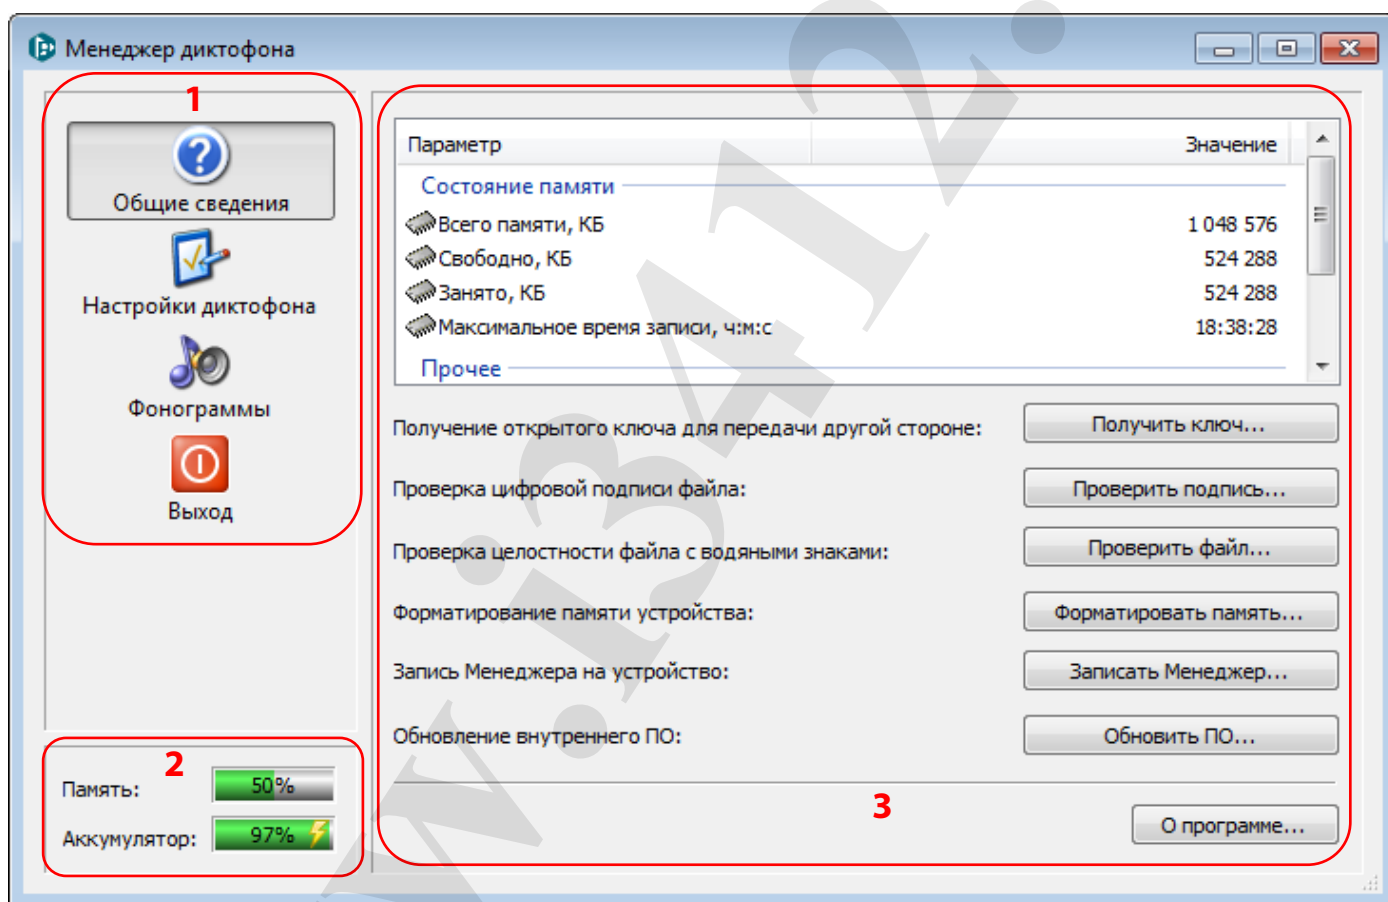 Менеджер диктофона
1
Общие сведения
Настройки диктофона
Фонограммы
Выход
2
Память: 50%
Аккумулятор: 97%
Параметр Значение
Состояние памяти
Всего памяти, КБ 1 048 576
Свободно, КБ 524 288
Занято, КБ 524 288
Максимальное время записи, ч:м:с 18:38:28
Прочее
Получение открытого ключа для передачи другой стороне: Получить ключ...
Проверка цифровой подписи файла: Проверить подпись...
Проверка целостности файла с водяными знаками: Проверить файл...
Форматирование памяти устройства: Форматировать память...
Запись Менеджера на устройство: Записать Менеджер...
Обновление внутреннего ПО: Обновить ПО...
3
О программе...
w.i3412.